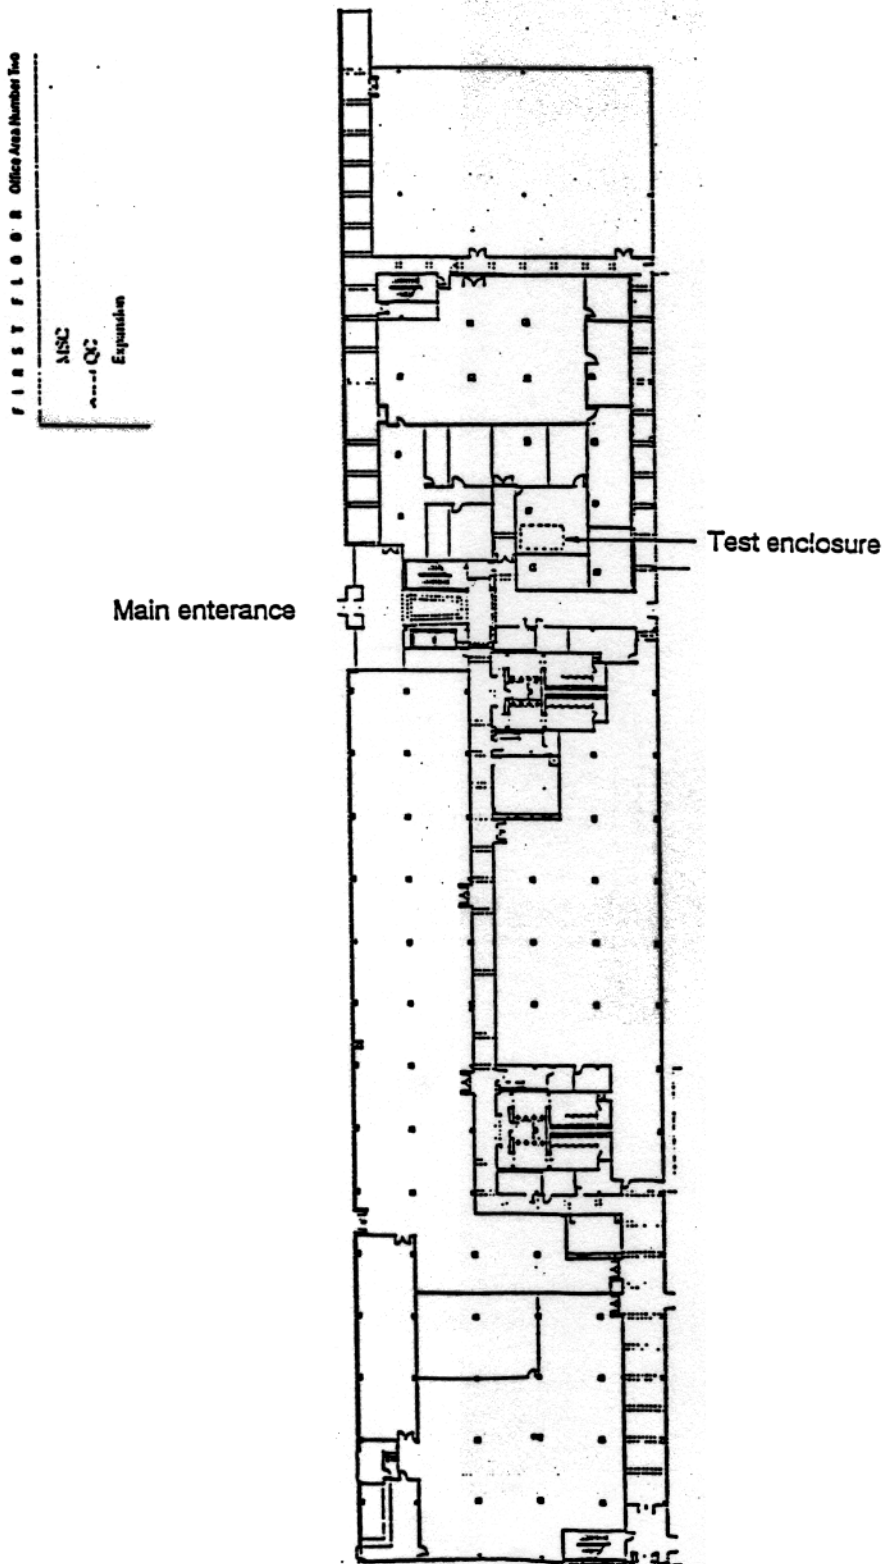 FIRST FLOOR Office Area Number Two
MSC
QC
Expansion
Test enclosure
Main enterance